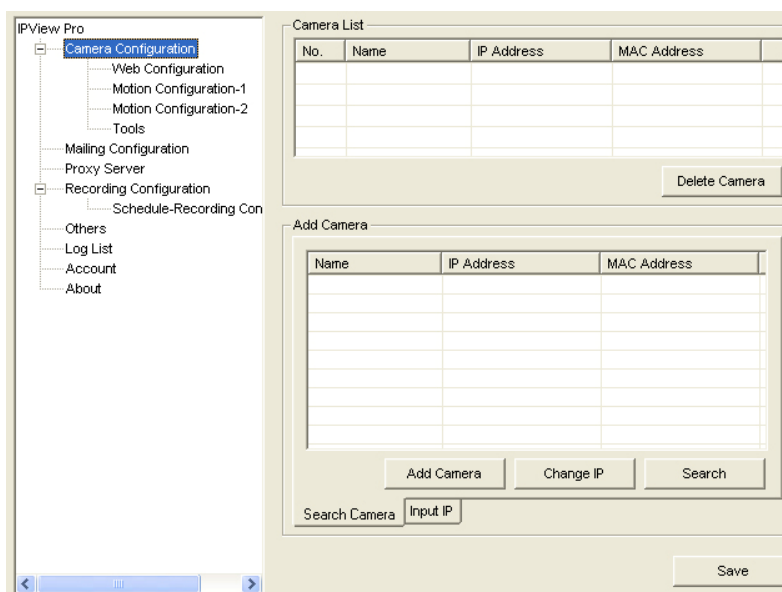 IPView Pro
Camera Configuration
Web Configuration
Motion Configuration-1
Motion Configuration-2
Tools
Mailing Configuration
Proxy Server
Recording Configuration
Schedule-Recording Con
Others
Log List
Account
About
Camera List
No. Name IP Address MAC Address
Delete Camera
Add Camera
Name IP Address MAC Address
Add Camera Change IP Search
Search Camera Input IP
Save